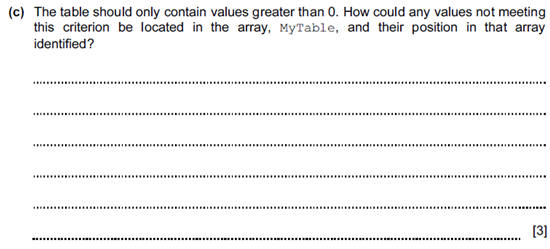 (c) The table should only contain values greater than 0. How could any values not meeting
this criterion be located in the array, MyTable, and their position in that array
identified?
[3]